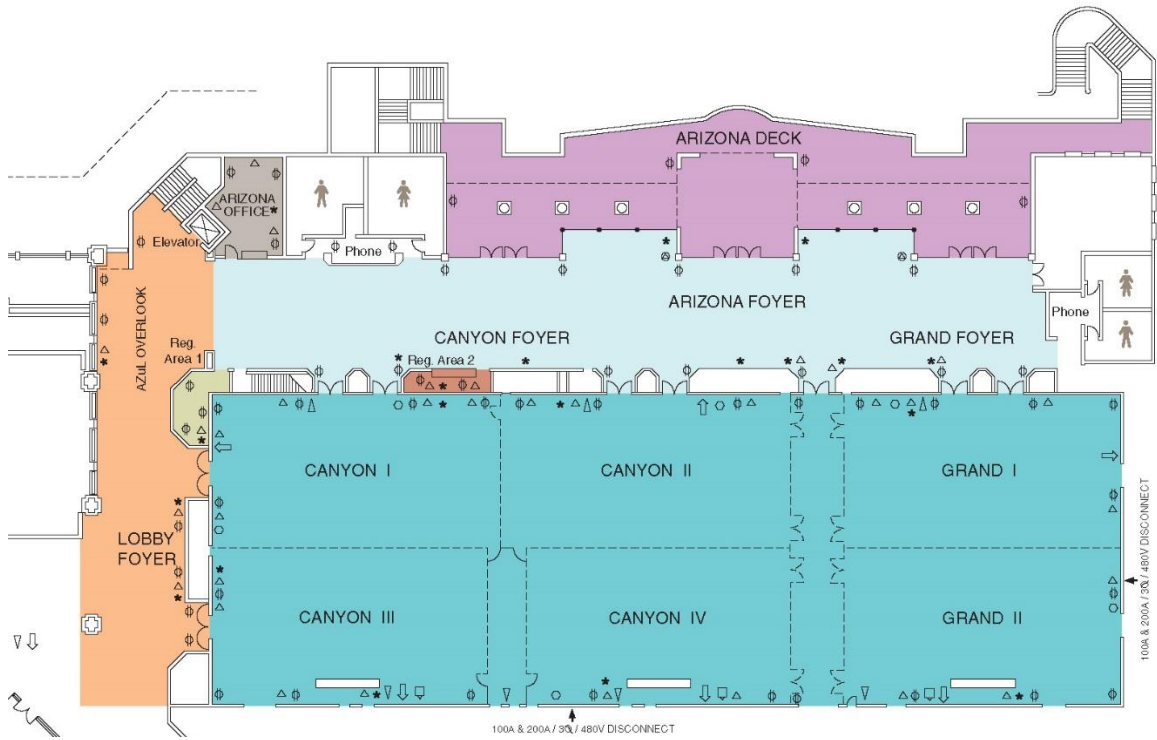 ARIZONA DECK
ARIZONA
OFFICE
Elevator
Phone
AZuL OVERLOOK
ARIZONA FOYER
Phone
CANYON FOYER
GRAND FOYER
Reg.
Area 1
Reg. Area 2
CANYON I
CANYON II
GRAND I
LOBBY
FOYER
CANYON III
CANYON IV
GRAND II
100A & 200A / 3Q / 480V DISCONNECT
100A & 200A / 3Q / 480V DISCONNECT